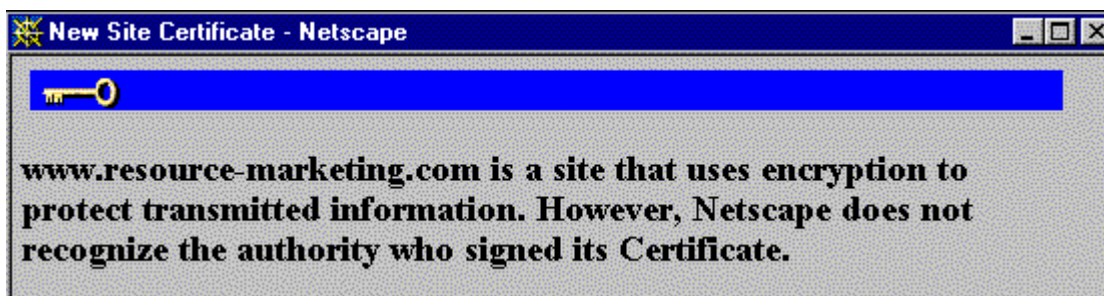 New Site Certificate - Netscape
www.resource-marketing.com is a site that uses encryption to
protect transmitted information. However, Netscape does not
recognize the authority who signed its Certificate.